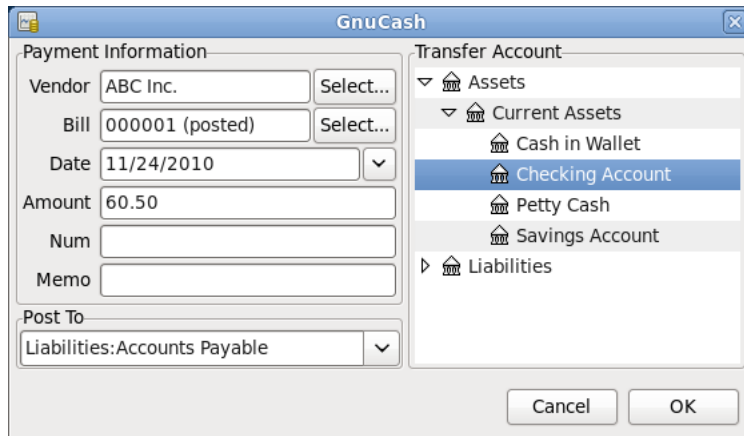 GnuCash
Payment Information
Vendor ABC Inc. Select...
Bill 000001 (posted) Select...
Date 11/24/2010
Amount 60.50
Num
Memo
Post To
Liabilities:Accounts Payable
Transfer Account
Assets
Current Assets
Cash in Wallet
Checking Account
Petty Cash
Savings Account
Liabilities
Cancel OK